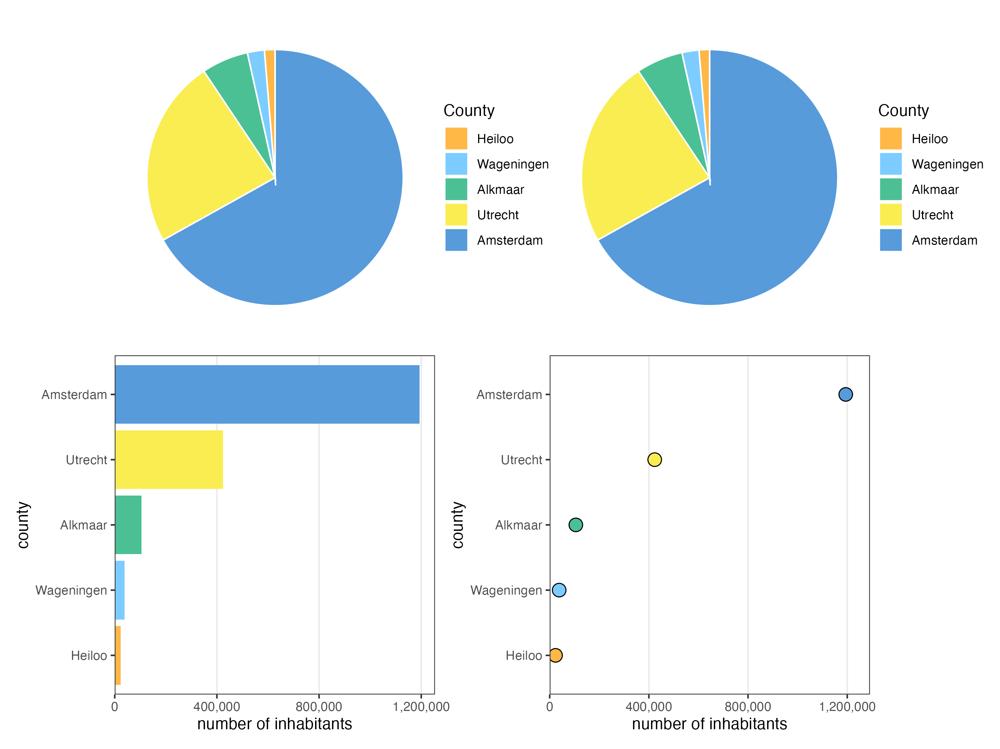 County
Heiloo
Wageningen
Alkmaar
Utrecht
Amsterdam
County
Heiloo
Wageningen
Alkmaar
Utrecht
Amsterdam
county
Amsterdam
Utrecht
Alkmaar
Wageningen
Heiloo
0 400,000 800,000 1,200,000
number of inhabitants
county
Amsterdam
Utrecht
Alkmaar
Wageningen
Heiloo
0 400,000 800,000 1,200,000
number of inhabitants